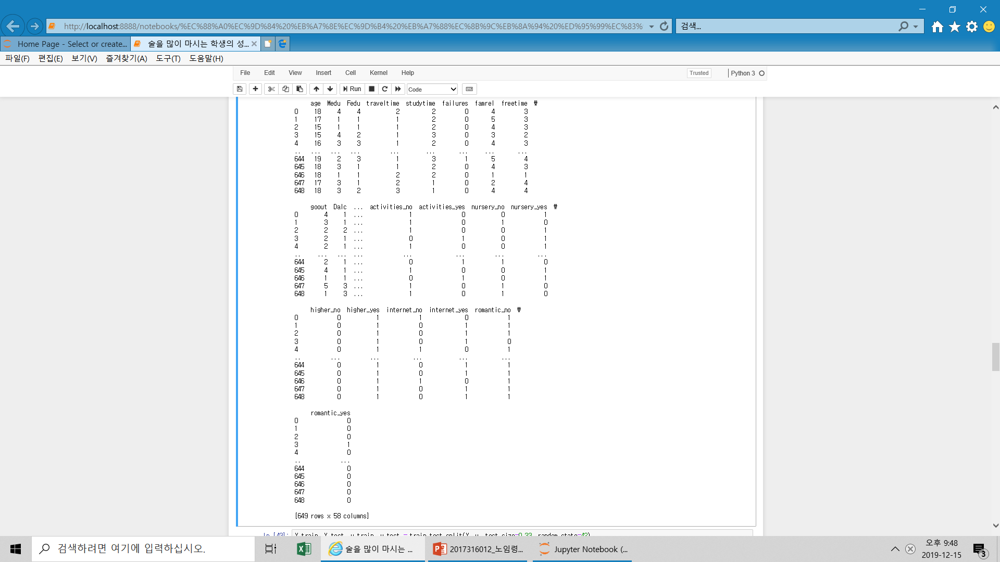 http://localhost:8888/notebooks/%EC%88%A0%EC%9D%84%20%EB%A7%8E%EC%9D%B4%20%EB%A7%88%EC%8B%9C%EB%8A%94%20%ED%95%99%EC%83%
검색...
Home Page - Select or create...
술을 많이 마시는 학생의 성...
파일(F) 편집(E) 보기(V) 즐겨찾기(A) 도구(T) 도움말(H)
File Edit View Insert Cell Kernel Help
Trusted
Python 3
Run
Code
age Medu Fedu traveltime studytime failures famrel freetime ₩
0 18 4 4 2 2 0 4 3
1 17 1 1 1 2 0 5 3
2 15 1 1 1 2 0 4 3
3 15 4 2 1 3 0 3 2
4 16 3 3 1 2 0 4 3
.. ... ... ... ... ... ... ... ...
644 19 2 3 1 3 1 5 4
645 18 3 1 1 2 0 4 3
646 18 1 1 2 2 0 1 1
647 17 3 1 2 1 0 2 4
648 18 3 2 3 1 0 4 4
goout Dalc ... activities_no activities_yes nursery_no nursery_yes ₩
0 4 1 ... 1 0 0 1
1 3 1 ... 1 0 1 0
2 2 2 ... 1 0 0 1
3 2 1 ... 0 1 0 1
4 2 1 ... 1 0 0 1
.. ... ... ... ... ... ... ...
644 2 1 ... 0 1 1 0
645 4 1 ... 1 0 0 1
646 1 1 ... 0 1 0 1
647 5 3 ... 1 0 1 0
648 1 3 ... 1 0 1 0
higher_no higher_yes internet_no internet_yes romantic_no ₩
0 0 1 1 0 1
1 0 1 0 1 1
2 0 1 0 1 1
3 0 1 0 1 0
4 0 1 1 0 1
.. ... ... ... ... ...
644 0 1 0 1 1
645 0 1 0 1 1
646 0 1 1 0 1
647 0 1 0 1 1
648 0 1 0 1 1
romantic_yes
0 0
1 0
2 0
3 1
4 0
.. ...
644 0
645 0
646 0
647 0
648 0
[649 rows x 58 columns]
In [43]: X_train, X_test, y_train, y_test = train_test_split(X, y, test_size=0.33, random_state=42)
검색하려면 여기에 입력하십시오.
술을 많이 마시는 ...
2017316012_노임령...
Jupyter Notebook (...
오후 9:48
2019-12-15
3